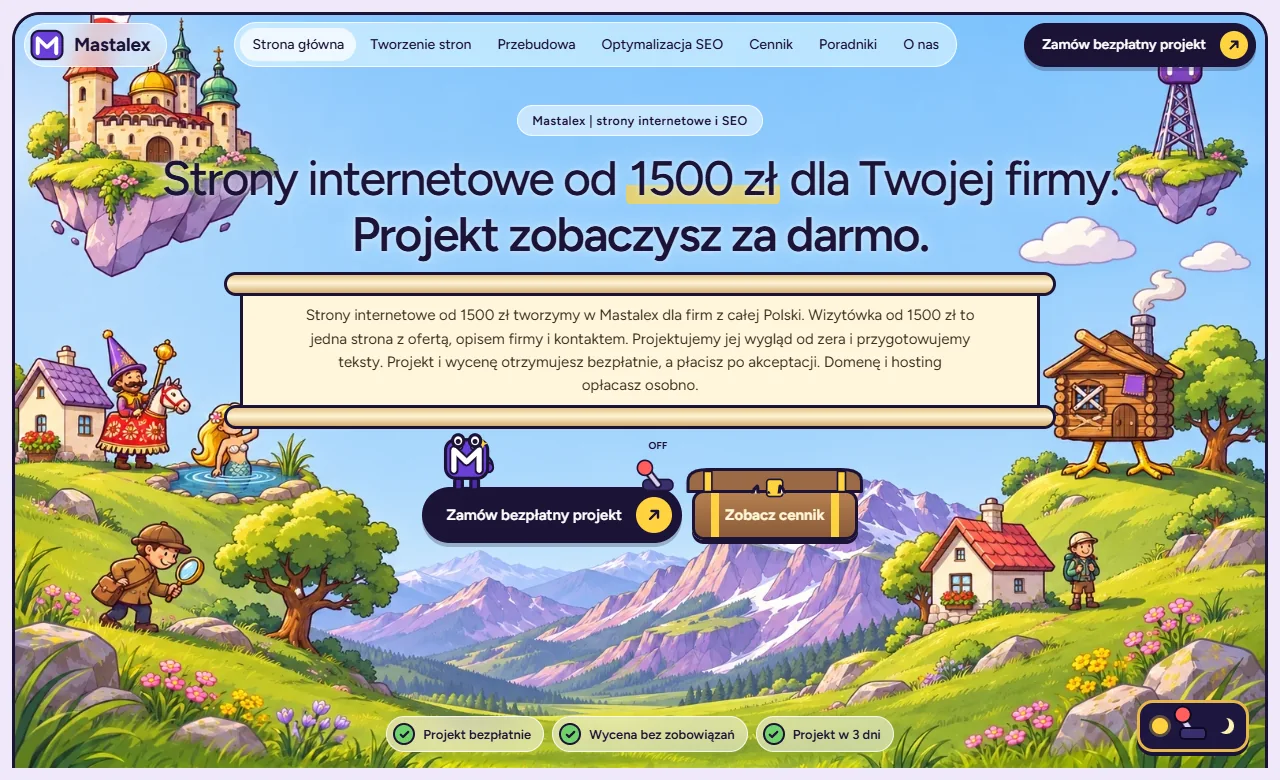 Mastalex
Strona główna
Tworzenie stron
Przebudowa
Optymalizacja SEO
Cennik
Poradniki
O nas
Zamów bezpłatny projekt
Mastalex | strony internetowe i SEO
Strony internetowe od 1500 zł dla Twojej firmy.
Projekt zobaczysz za darmo.
Strony internetowe od 1500 zł tworzymy w Mastalex dla firm z całej Polski. Wizytówka od 1500 zł to
jedna strona z ofertą, opisem firmy i kontaktem. Projektujemy jej wygląd od zera i przygotowujemy
teksty. Projekt i wycenę otrzymujesz bezpłatnie, a płacisz po akceptacji. Domenę i hosting
opłacasz osobno.
OFF
Zamów bezpłatny projekt
Zobacz cennik
Projekt bezpłatnie
Wycena bez zobowiązań
Projekt w 3 dni